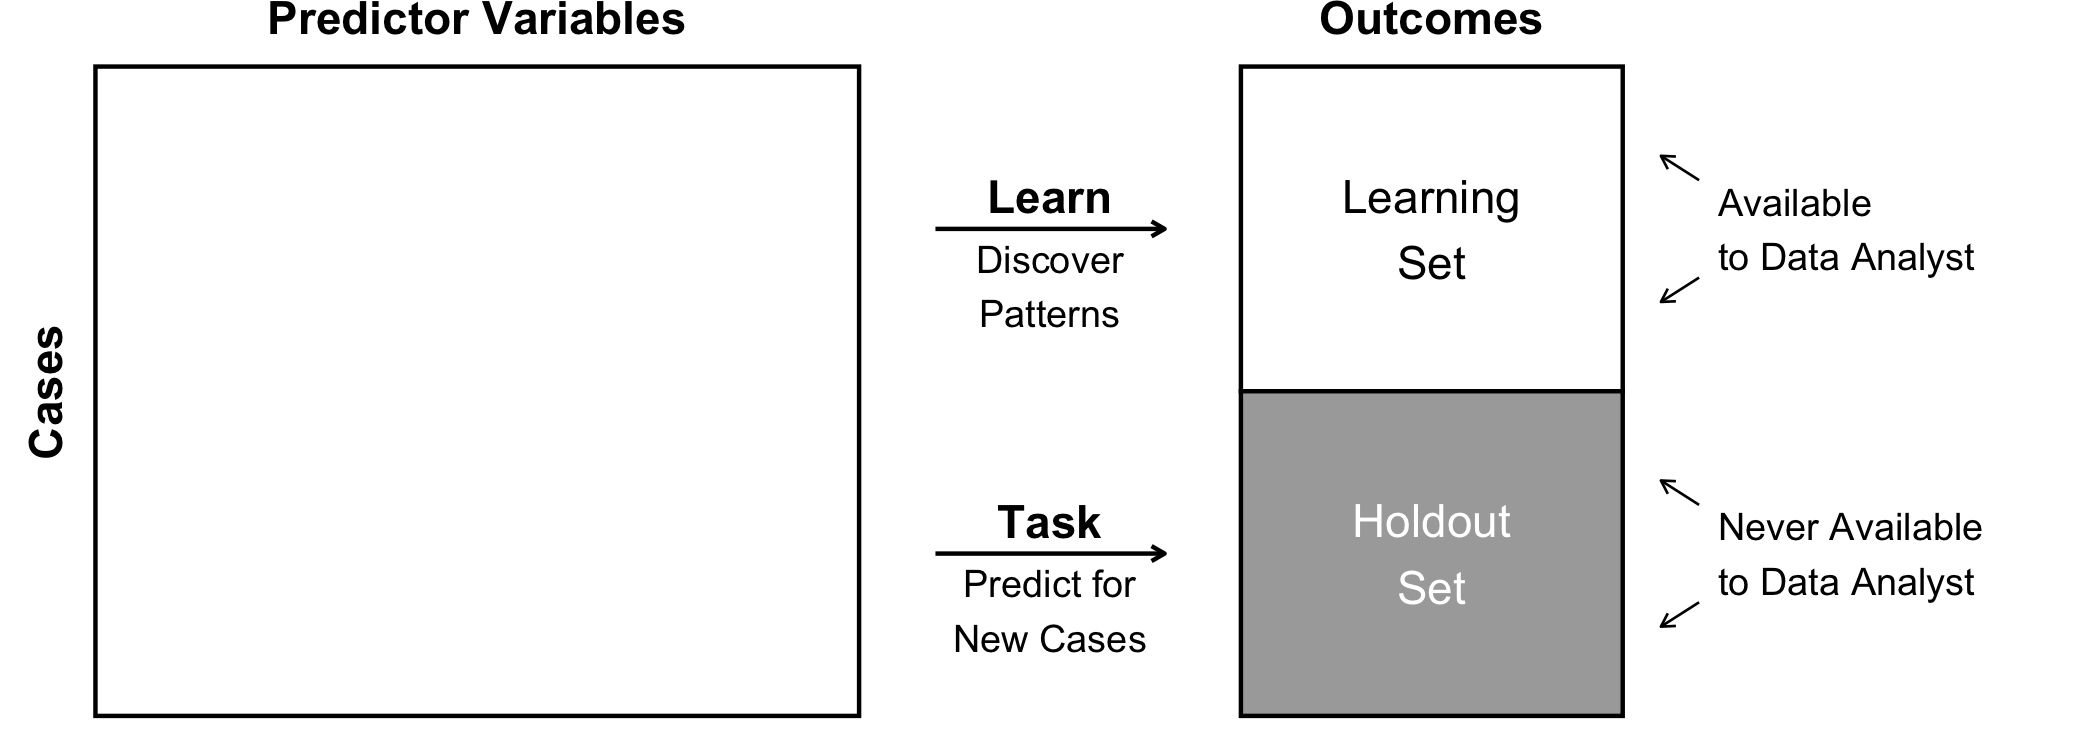 Predictor Variables
Outcomes
Cases
Learn
Discover
Patterns
Learning
Set
Available
to Data Analyst
Task
Predict for
New Cases
Holdout
Set
Never Available
to Data Analyst